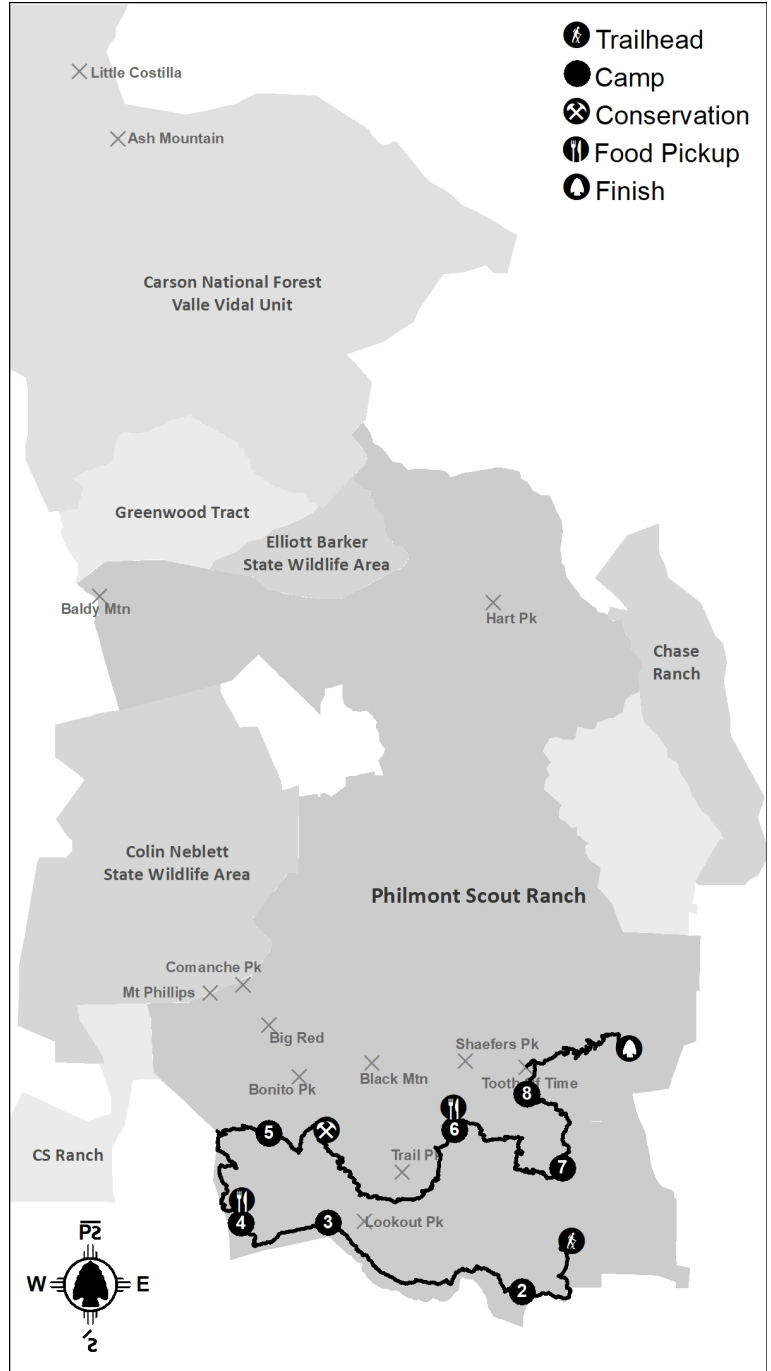 Trailhead
Camp
Conservation
Food Pickup
Finish
Little Costilla
Ash Mountain
Carson National Forest
Valle Vidal Unit
Greenwood Tract
Elliott Barker
State Wildlife Area
Baldy Mtn
Hart Pk
Chase
Ranch
Colin Neblett
State Wildlife Area
Philmont Scout Ranch
Comanche Pk
Mt Phillips
Big Red
Shaefers Pk
Black Mtn
Tooth of Time
Bonito Pk
8
5
6
CS Ranch
Trail Pk
7
4
3
Lookout Pk
W
E
2